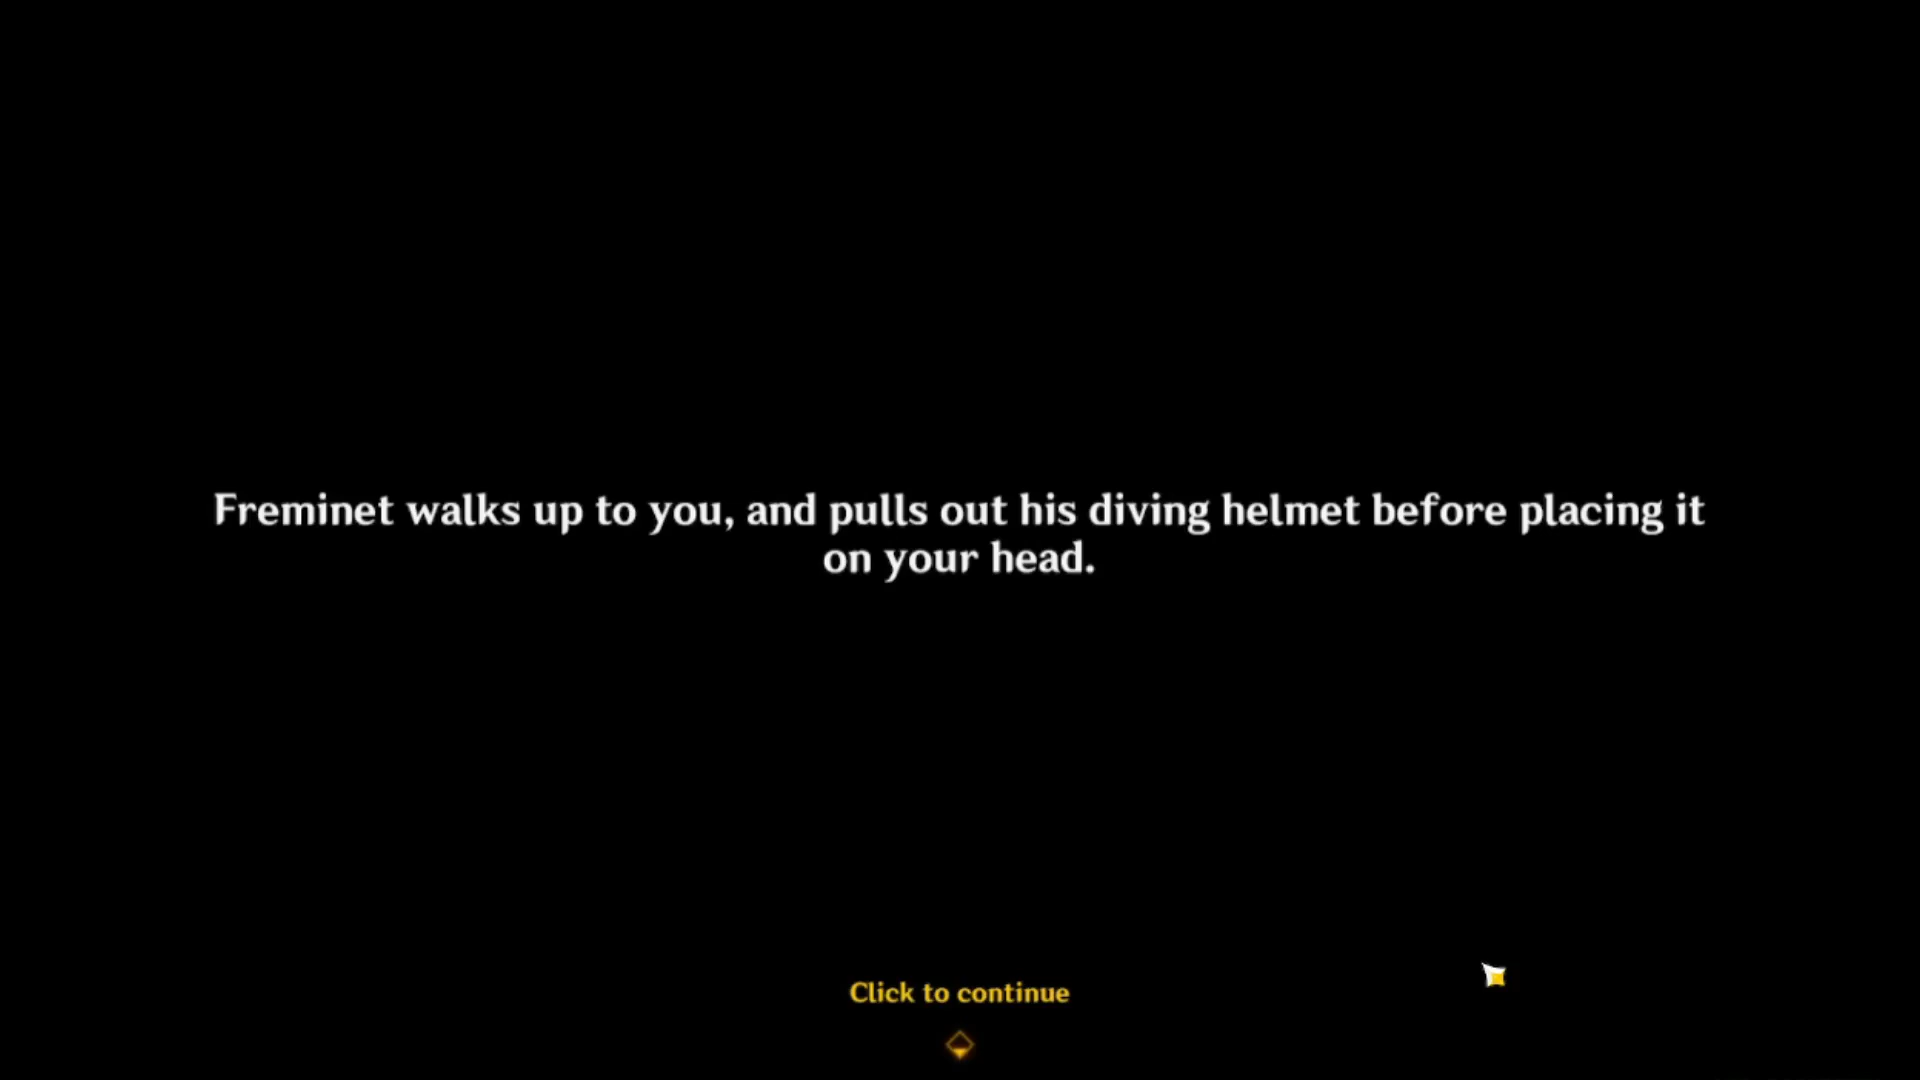 Freminet walks up to you, and pulls out his diving helmet before placing it
on your head.
Click to continue